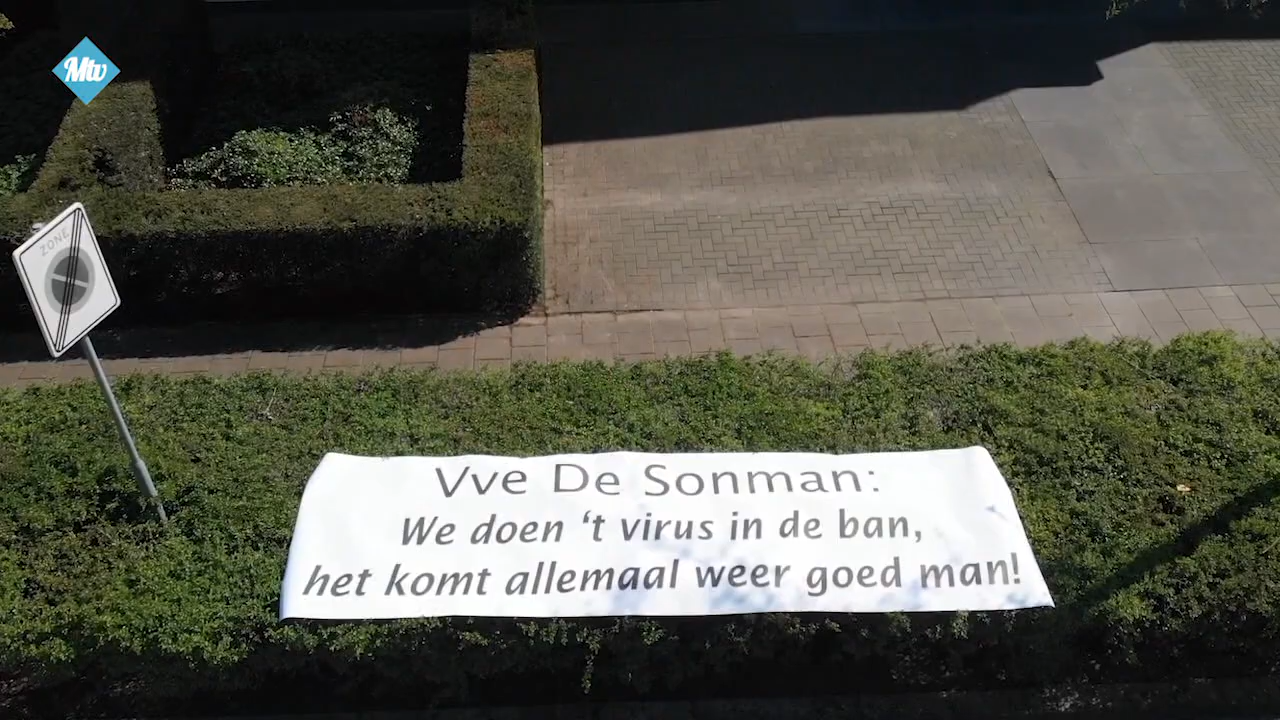 Mtv
ZONE
Vve De Sonman:
We doen ‘t virus in de ban,
het komt allemaal weer goed man!